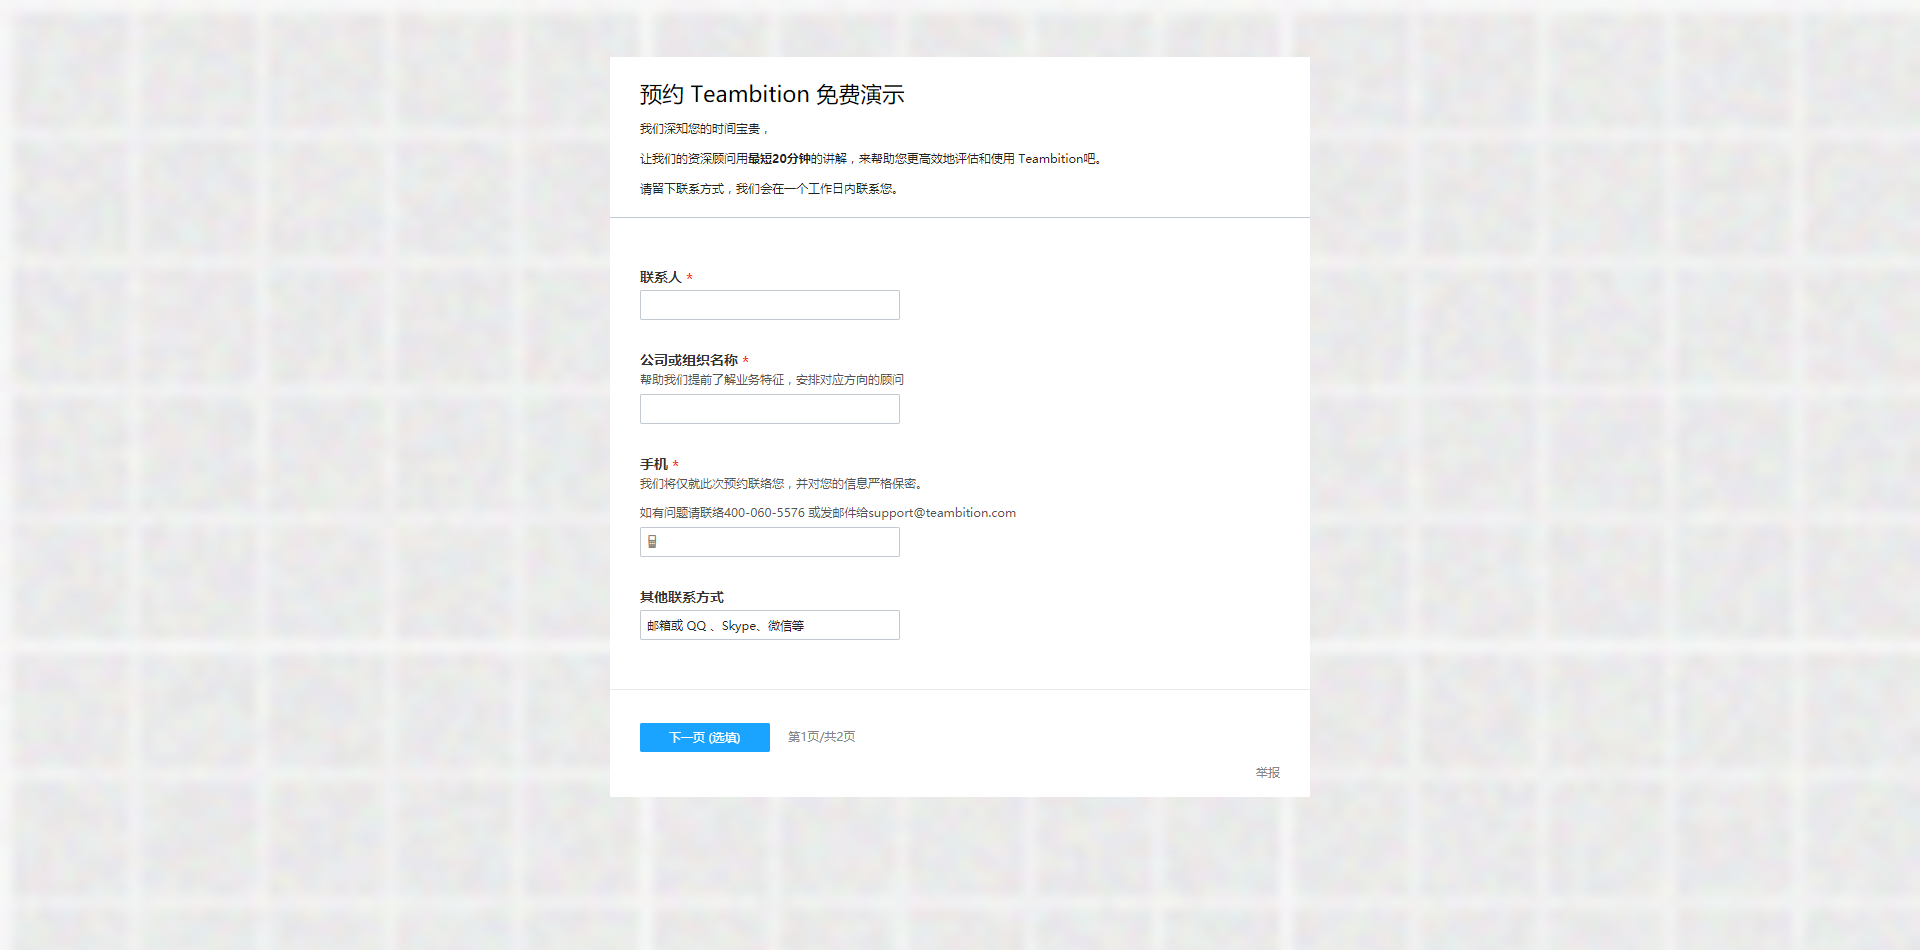 预约 Teambition 免费演示
我们深知您的时间宝贵，
让我们的资深顾问用最短20分钟的讲解，来帮助您更高效地评估和使用 Teambition吧。
请留下联系方式，我们会在一个工作日内联系您。
联系人 *
公司或组织名称 *
帮助我们提前了解业务特征，安排对应方向的顾问
手机 *
我们将仅就此次预约联络您，并对您的信息严格保密。
如有问题请联络400-060-5576 或发邮件给support@teambition.com
其他联系方式
邮箱或 QQ 、Skype、微信等
下一页 (选填) 第1页/共2页
举报